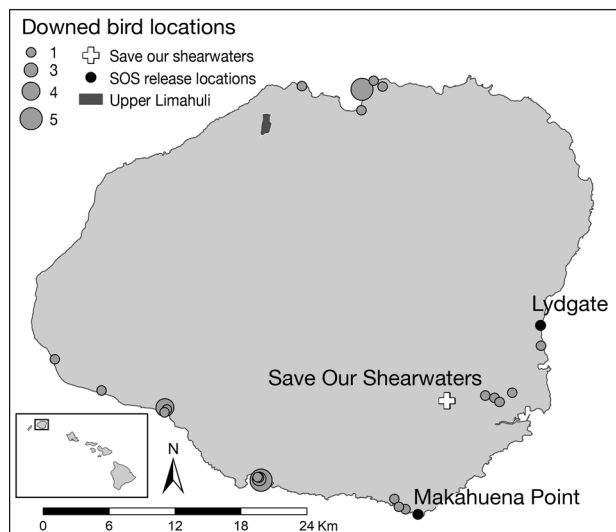 Downed bird locations
1
3
4
5
Save our shearwaters
SOS release locations
Upper Limahuli
Lydgate
Save Our Shearwaters
Makahuena Point
N
0 6 12 18 24 Km